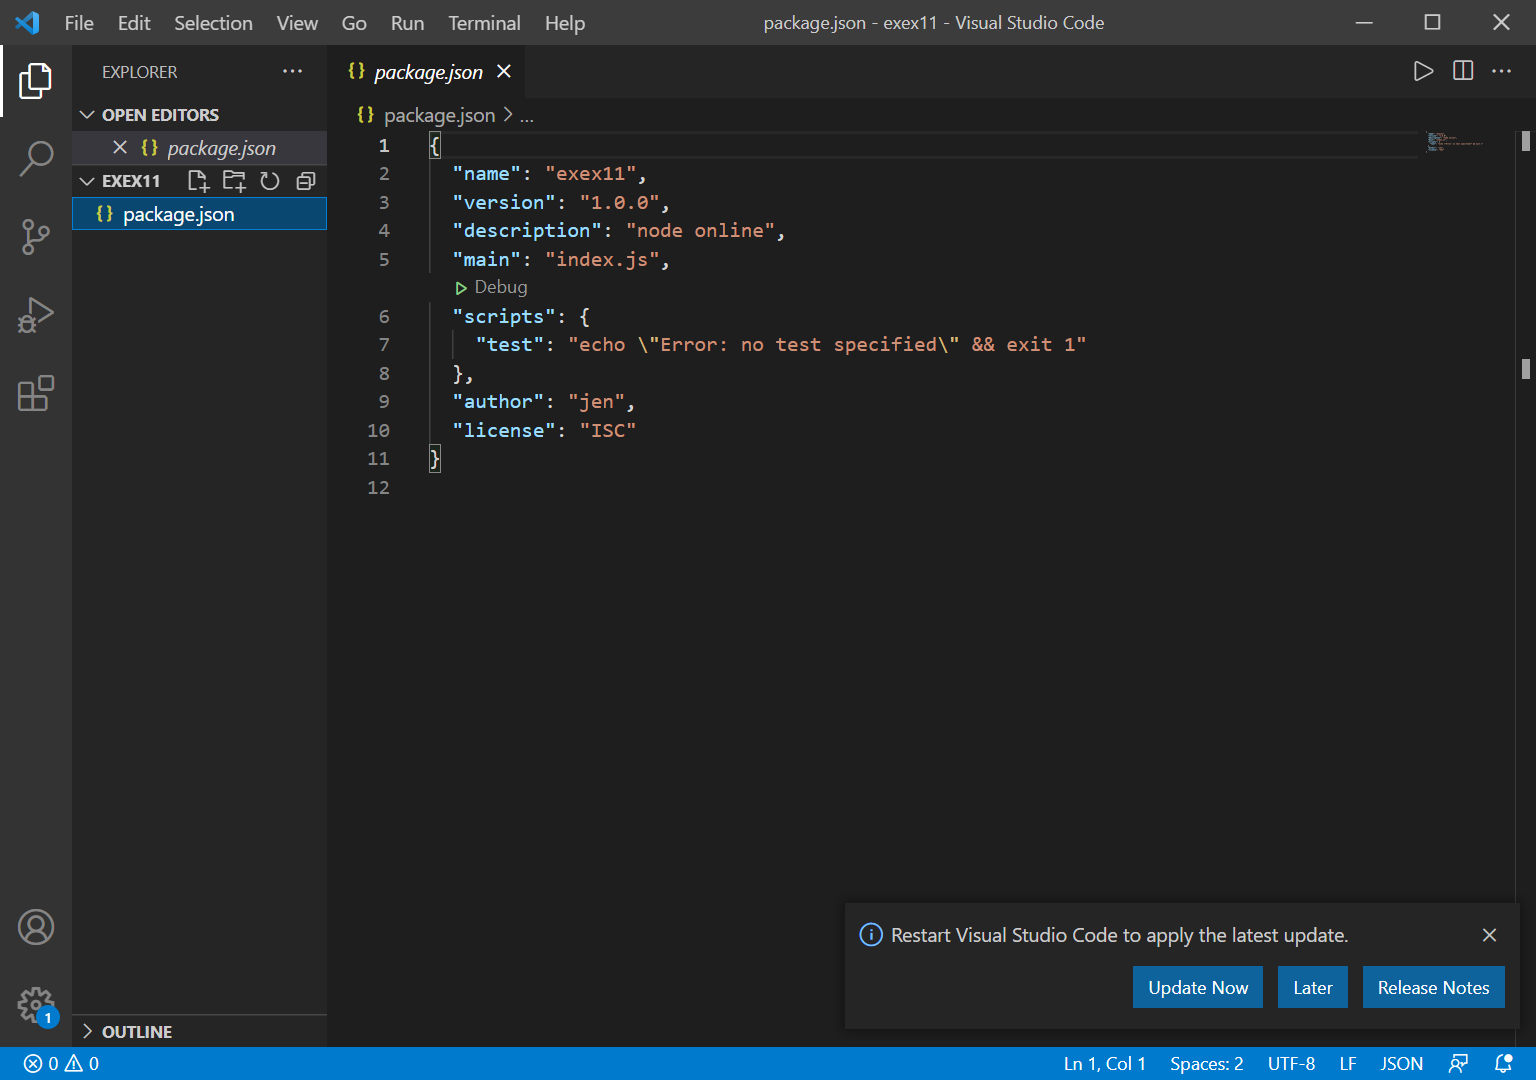 File Edit Selection View Go Run Terminal Help package.json - exex11 - Visual Studio Code
EXPLORER
OPEN EDITORS
package.json
EXEX11
package.json
OUTLINE
package.json
package.json > ...
1 {
2 "name": "exex11",
3 "version": "1.0.0",
4 "description": "node online",
5 "main": "index.js",
Debug
6 "scripts": {
7 "test": "echo \"Error: no test specified\" && exit 1"
8 },
9 "author": "jen",
10 "license": "ISC"
11 }
12
Restart Visual Studio Code to apply the latest update.
Update Now Later Release Notes
1
0 0 Ln 1, Col 1 Spaces: 2 UTF-8 LF JSON